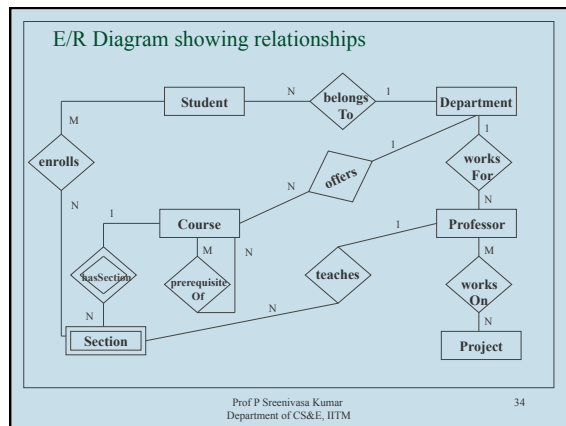 E/R Diagram showing relationships
Student
N
belongs
To
1
Department
M
enrolls
N
offers
N
1
1
works
For
N
1
Course
M
N
prerequisite
Of
hasSection
N
Section
teaches
1
N
Professor
M
works
On
N
Project
Prof P Sreenivasa Kumar
Department of CS&E, IITM
34